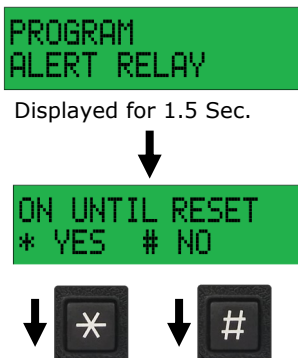 PROGRAM
ALERT RELAY
Displayed for 1.5 Sec.
ON UNTIL RESET
* YES # NO
* #